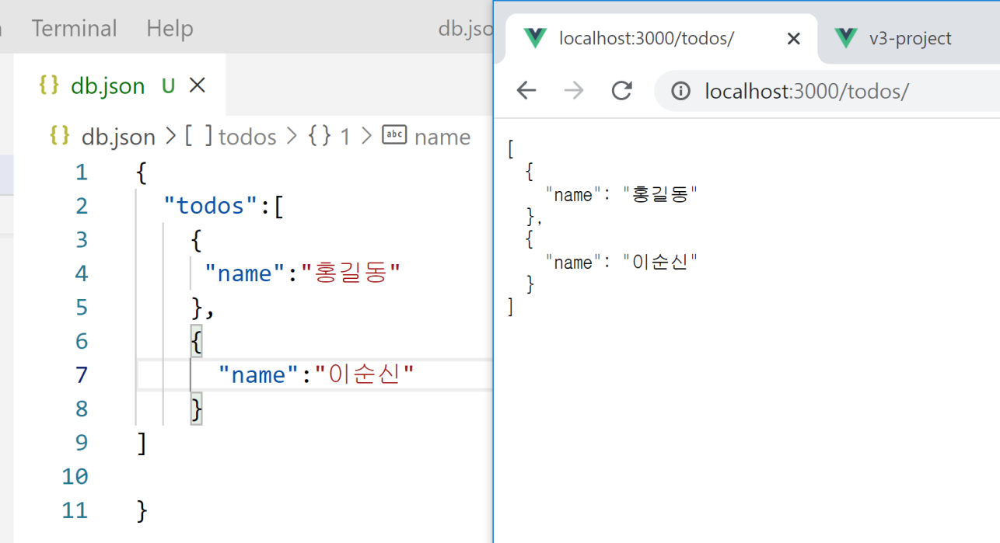 Terminal Help db.jso
{} db.json U
{} db.json > [ ] todos > {} 1 > abc name
1 {
2 "todos":[
3 {
4 "name":"홍길동"
5 },
6 {
7 "name":"이순신"
8 }
9 ]
10
11 }
localhost:3000/todos/ v3-project
localhost:3000/todos/
[
{
"name": "홍길동"
},
{
"name": "이순신"
}
]